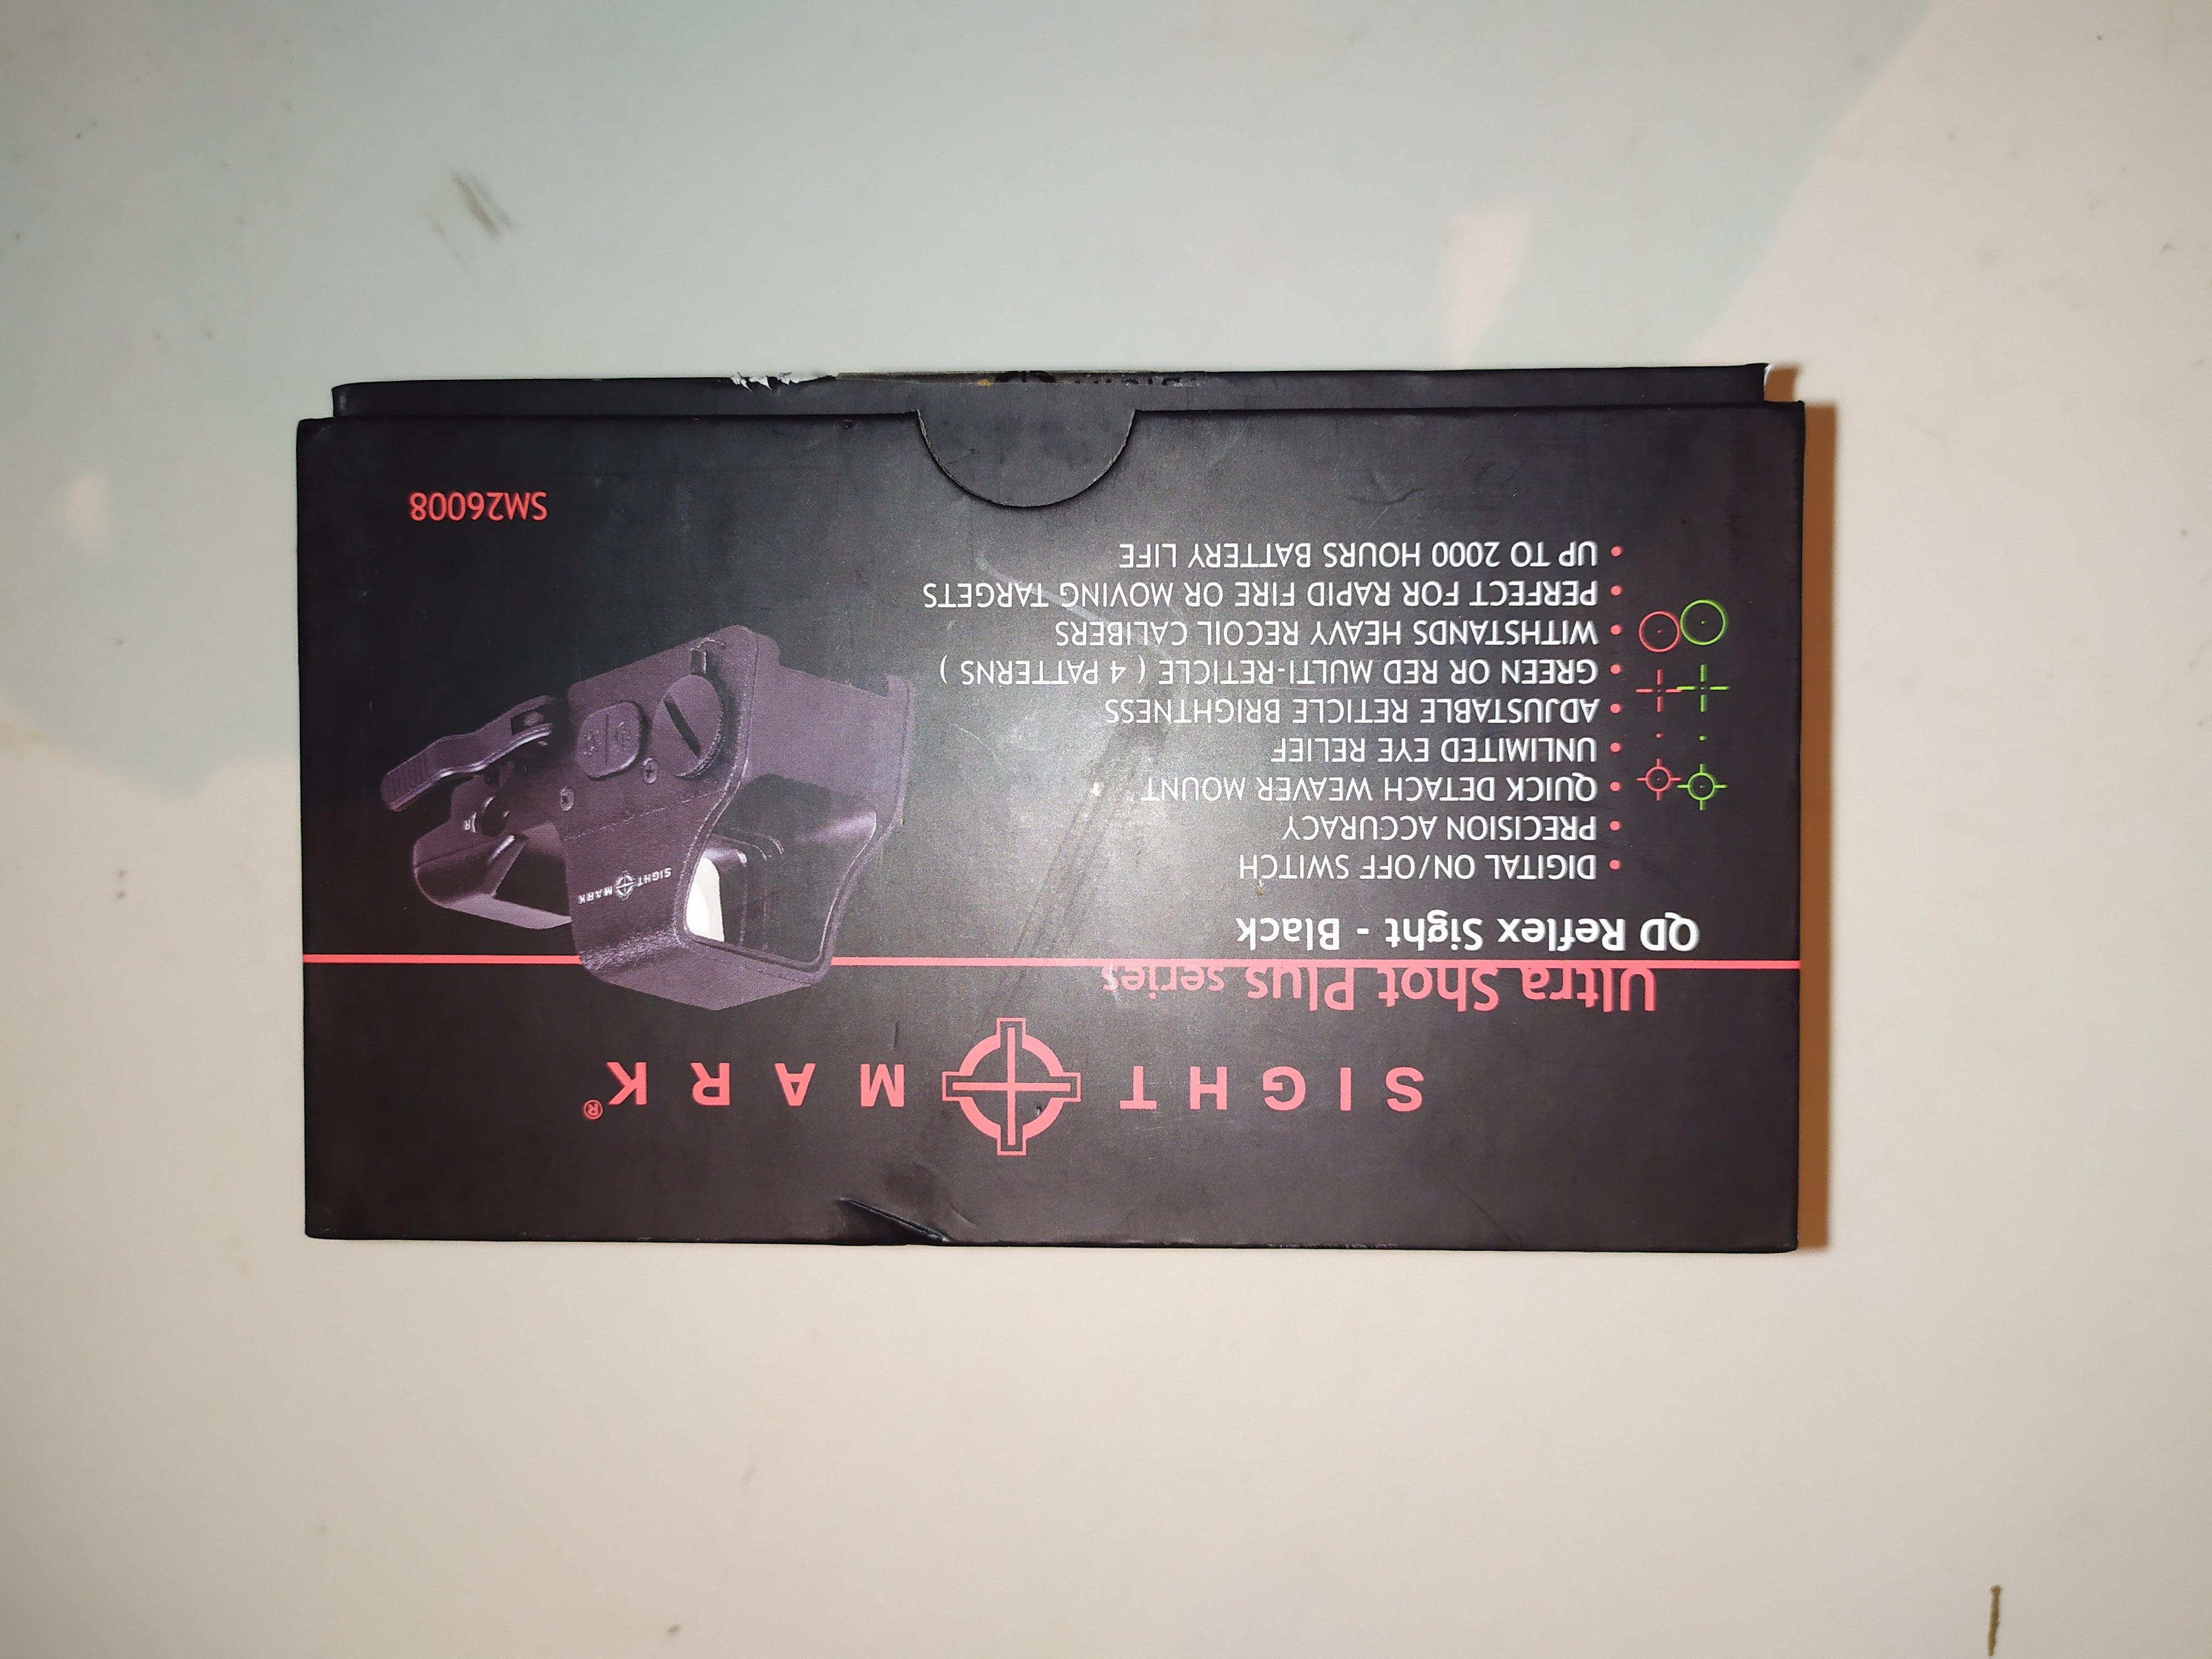 SIGHT MARK®
Ultra Shot Plus series
QD Reflex Sight - Black
• DIGITAL ON/OFF SWITCH
• PRECISION ACCURACY
• QUICK DETACH WEAVER MOUNT
• UNLIMITED EYE RELIEF
• ADJUSTABLE RETICLE BRIGHTNESS
• GREEN OR RED MULTI-RETICLE ( 4 PATTERNS )
• WITHSTANDS HEAVY RECOIL CALIBERS
• PERFECT FOR RAPID FIRE OR MOVING TARGETS
• UP TO 2000 HOURS BATTERY LIFE
SIGHT MARK
SM26008